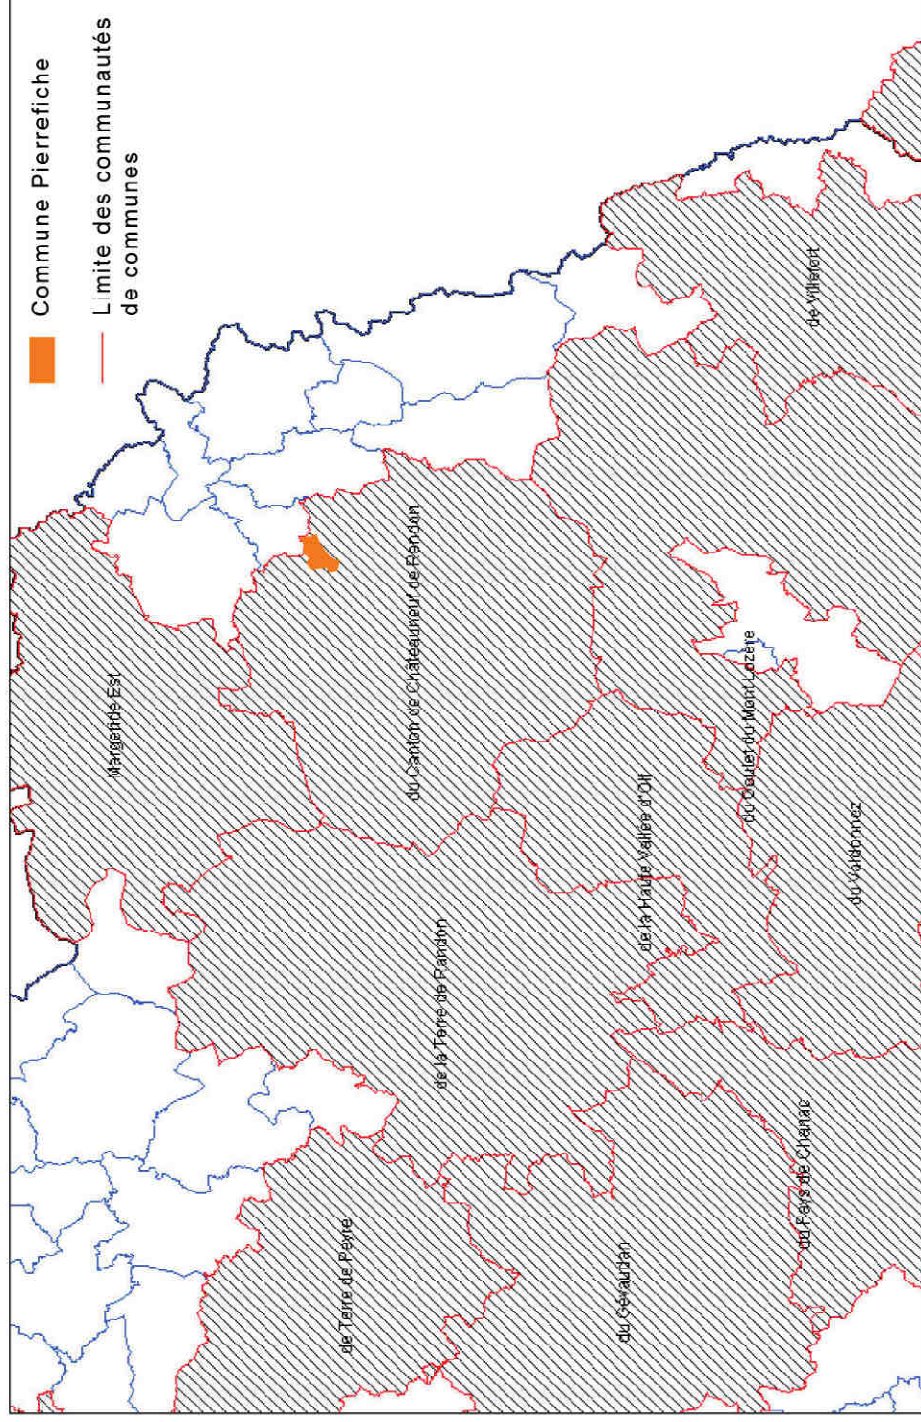 Commune Pierrefiche
Limite des communautés
de communes
Margeride Est
du Canton de Châteauneuf de Randon
de Villefort
de la Terre de Randon
de la Haute Vallée d'Olt
du Goulet du Mont Lozère
du Valdonnez
de Terre de Peyre
du Gévaudan
du Pays de Chanac